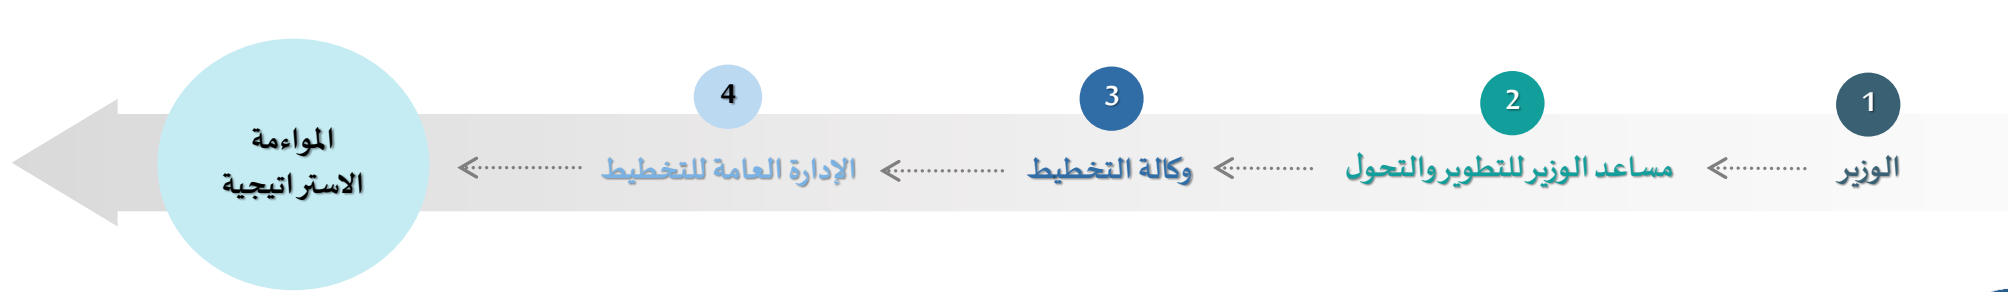 1
الوزير
2
مساعد الوزير للتطوير والتحول
3
وكالة التخطيط
4
الإدارة العامة للتخطيط
المواءمة
الاستراتيجية